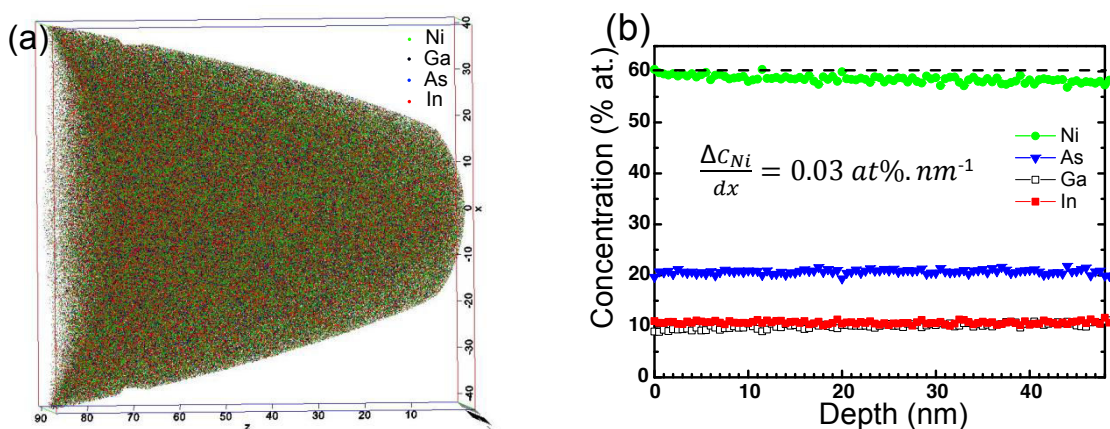 (a)
Ni
Ga
As
In
40
30
20
10
0
-10
-20
-30
-40
x
90
80
70
60
50
40
30
20
10
z
(b)
Concentration (% at.)
60
50
40
30
20
10
0
ΔC_Ni/dx = 0.03 at%.nm⁻¹
Ni
As
Ga
In
0
10
20
30
40
Depth (nm)